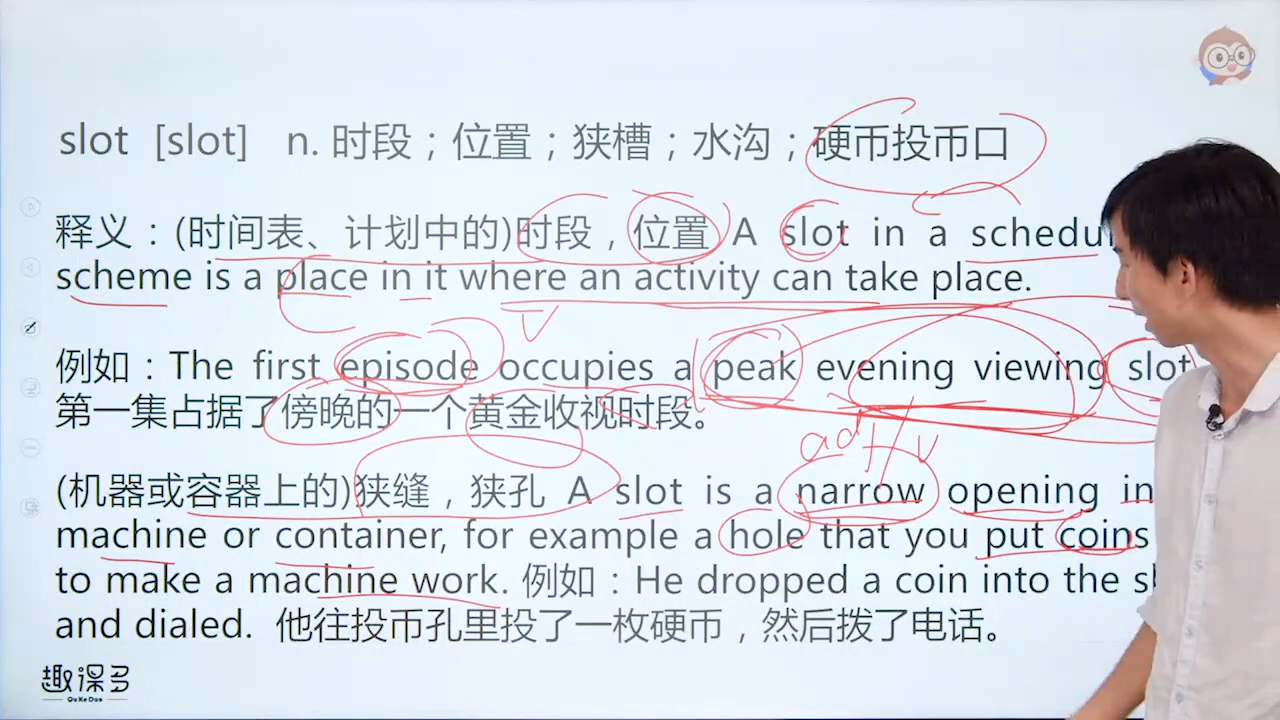 slot [slot] n. 时段；位置；狭槽；水沟；硬币投币口
释义：(时间表、计划中的)时段，位置 A slot in a
scheme is a place in it where an activity can take place.
例如：The first episode occupies a peak evening viewing slot
第一集占据了傍晚的一个黄金收视时段。
adj / v
(机器或容器上的)狭缝，狭孔 A slot is a narrow opening in
machine or container, for example a hole that you put coins
to make a machine work. 例如：He dropped a coin into the
and dialed. 他往投币孔里投了一枚硬币，然后拨了电话。
趣课多
Qu Ke Duo